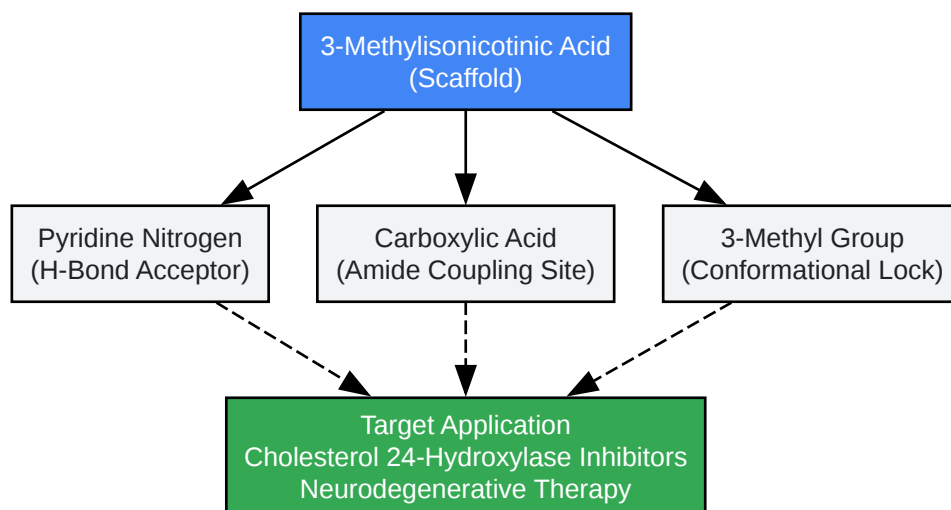 3-Methylisonicotinic Acid
(Scaffold)
Pyridine Nitrogen
(H-Bond Acceptor)
Carboxylic Acid
(Amide Coupling Site)
3-Methyl Group
(Conformational Lock)
Target Application
Cholesterol 24-Hydroxylase Inhibitors
Neurodegenerative Therapy